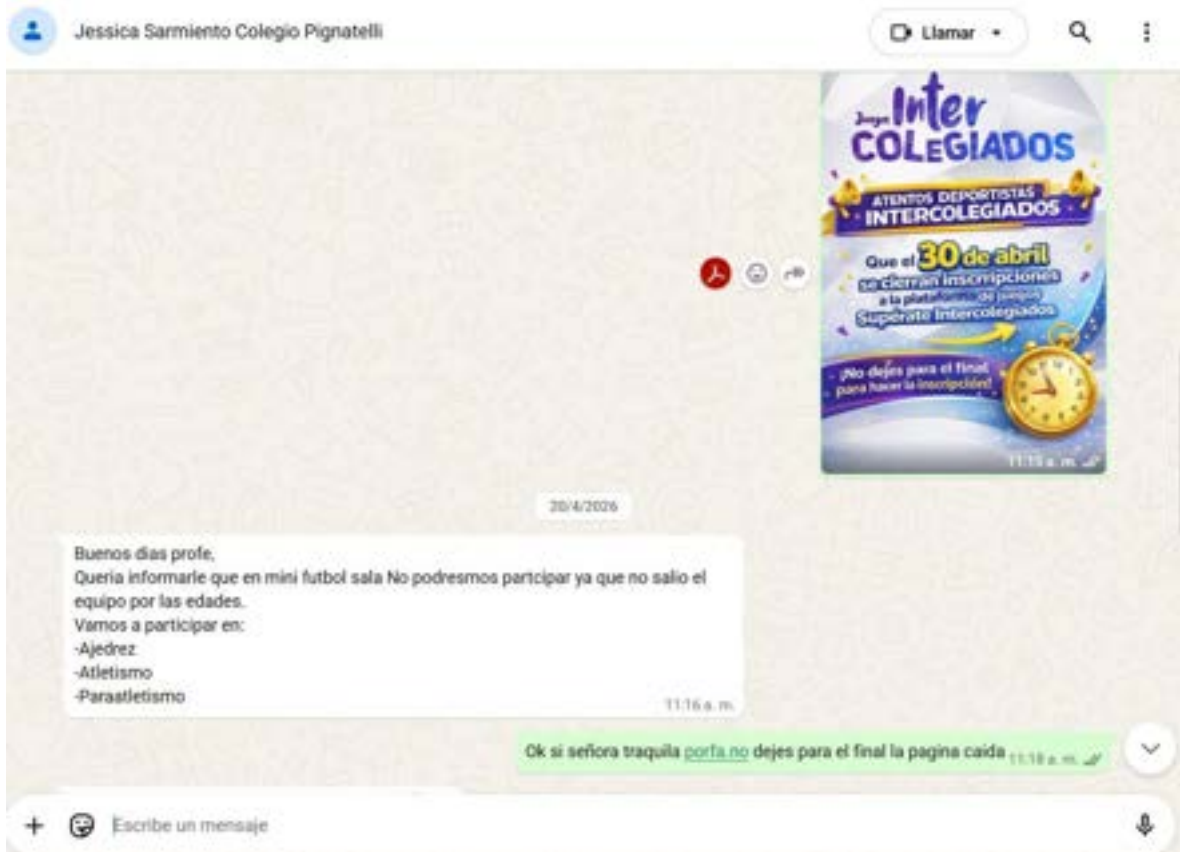 Jessica Sarmiento Colegio Pignatelli
Llamar
Juegos
Inter
COLEGIADOS
ATENTOS DEPORTISTAS
INTERCOLEGIADOS
Que el 30 de abril
se cierran inscripciones
a la plataforma de juegos
Supérate Intercolegiados
¡No dejes para el final
para hacer la inscripción!
11:15 a. m.
20/4/2026
Buenos dias profe,
Queria informarle que en mini futbol sala No podresmos partcipar ya que no salio el
equipo por las edades.
Vamos a participar en:
-Ajedrez
-Atletismo
-Paraatletismo
11:16 a. m.
Ok si señora traquila porfa.no dejes para el final la pagina caida 11:18 a. m.
Escribe un mensaje